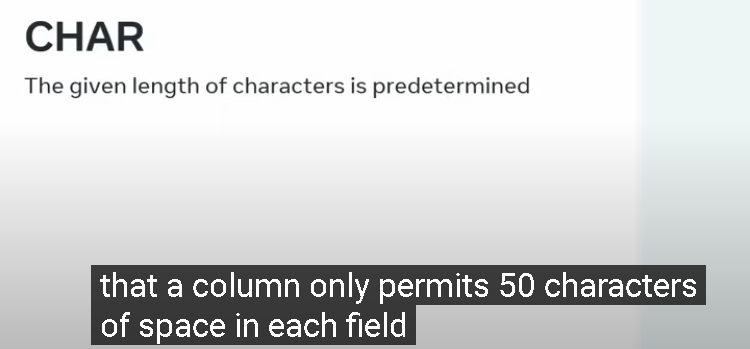 CHAR
The given length of characters is predetermined
that a column only permits 50 characters
of space in each field